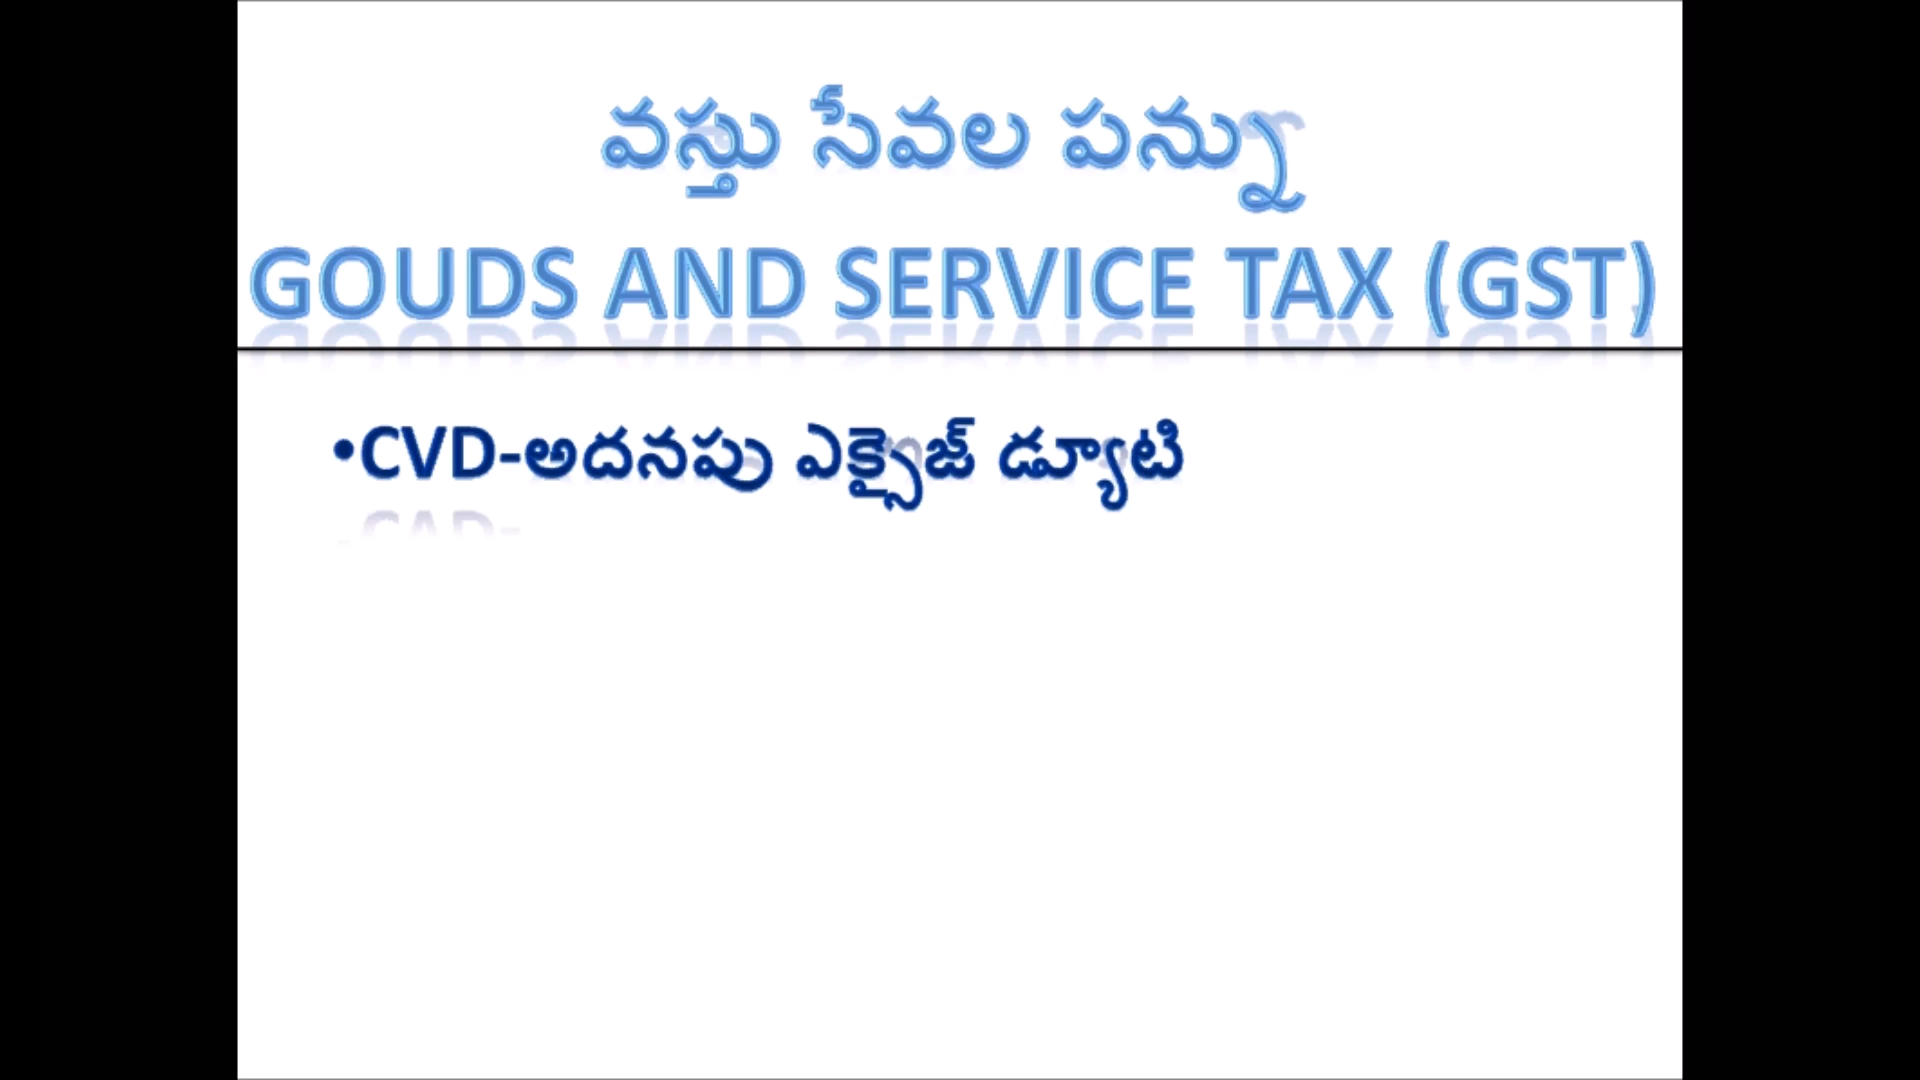 వస్తు సేవల పన్ను
GOUDS AND SERVICE TAX (GST)
•CVD-అదనపు ఎక్సైజ్ డ్యూటి